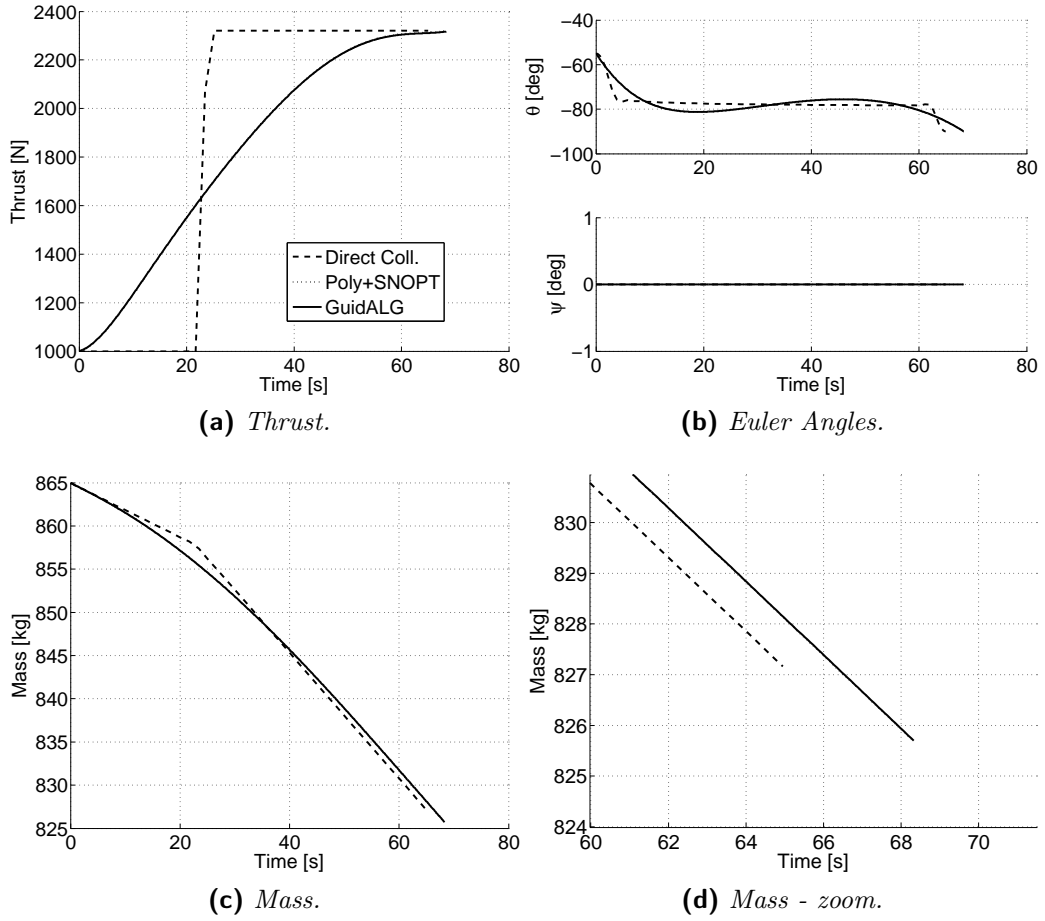 2400
2200
2000
1800
1600
1400
1200
1000
Thrust [N]
0 20 40 60 80
Time [s]
Direct Coll.
Poly+SNOPT
GuidALG
(a) Thrust.
−40
−60
−80
−100
θ [deg]
0 20 40 60 80
1
0
−1
ψ [deg]
0 20 40 60 80
Time [s]
(b) Euler Angles.
865
860
855
850
845
840
835
830
825
Mass [kg]
0 20 40 60 80
Time [s]
(c) Mass.
830
829
828
827
826
825
824
Mass [kg]
60 62 64 66 68 70
Time [s]
(d) Mass - zoom.